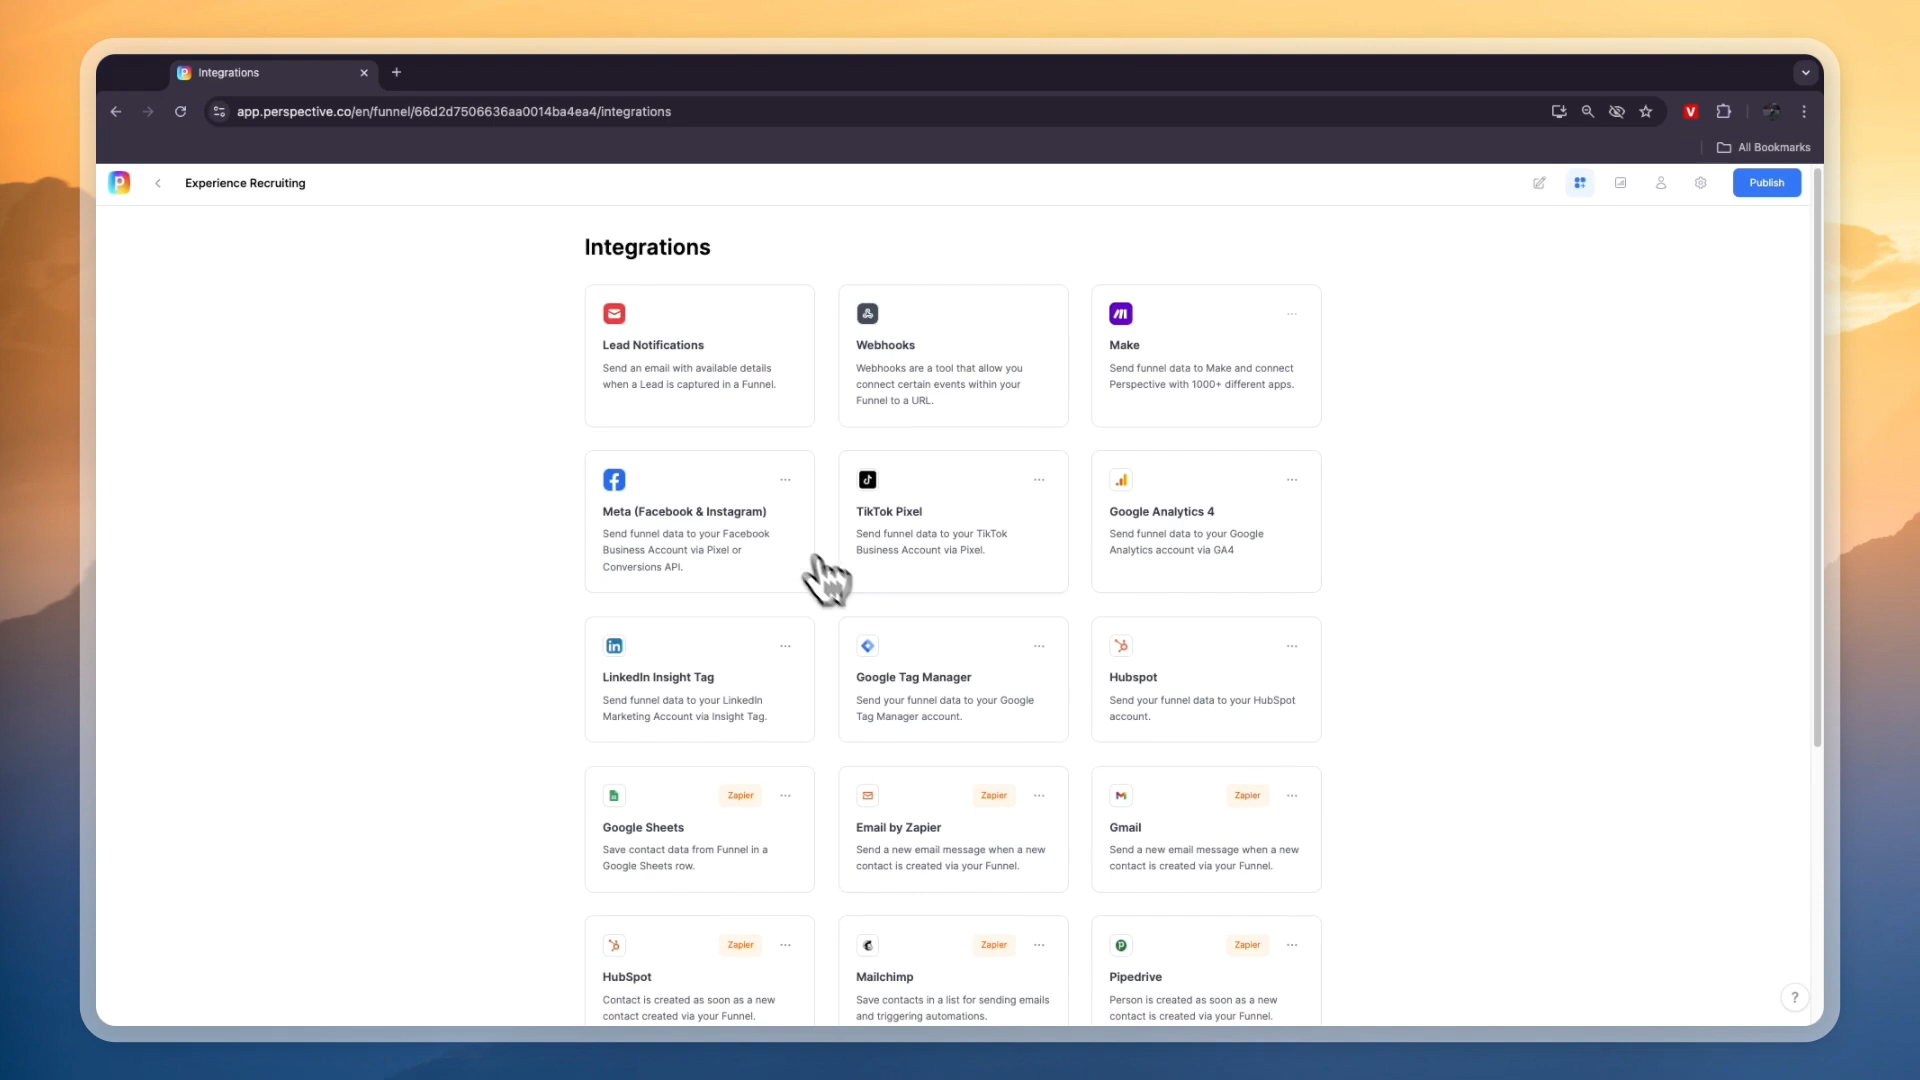 Integrations
app.perspective.co/en/funnel/66d2d7506636aa0014ba4ea4/integrations
V
All Bookmarks
P
Experience Recruiting
Publish
Integrations
Lead Notifications
Send an email with available details
when a Lead is captured in a Funnel.
Webhooks
Webhooks are a tool that allow you
connect certain events within your
Funnel to a URL.
Make
Send funnel data to Make and connect
Perspective with 1000+ different apps.
Meta (Facebook & Instagram)
Send funnel data to your Facebook
Business Account via Pixel or
Conversions API.
TikTok Pixel
Send funnel data to your TikTok
Business Account via Pixel.
Google Analytics 4
Send funnel data to your Google
Analytics account via GA4
in
LinkedIn Insight Tag
Send funnel data to your LinkedIn
Marketing Account via Insight Tag.
Google Tag Manager
Send your funnel data to your Google
Tag Manager account.
Hubspot
Send your funnel data to your HubSpot
account.
Zapier
Google Sheets
Save contact data from Funnel in a
Google Sheets row.
Zapier
Email by Zapier
Send a new email message when a new
contact is created via your Funnel.
Zapier
Gmail
Send a new email message when a new
contact is created via your Funnel.
Zapier
HubSpot
Contact is created as soon as a new
contact created via your Funnel.
Zapier
Mailchimp
Save contacts in a list for sending emails
and triggering automations.
Zapier
Pipedrive
Person is created as soon as a new
contact is created via your Funnel.
?